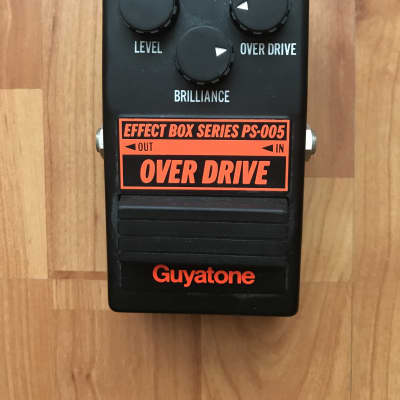 LEVEL OVER DRIVE
BRILLIANCE
EFFECT BOX SERIES PS-005
◄OUT ◄IN
OVER DRIVE
Guyatone